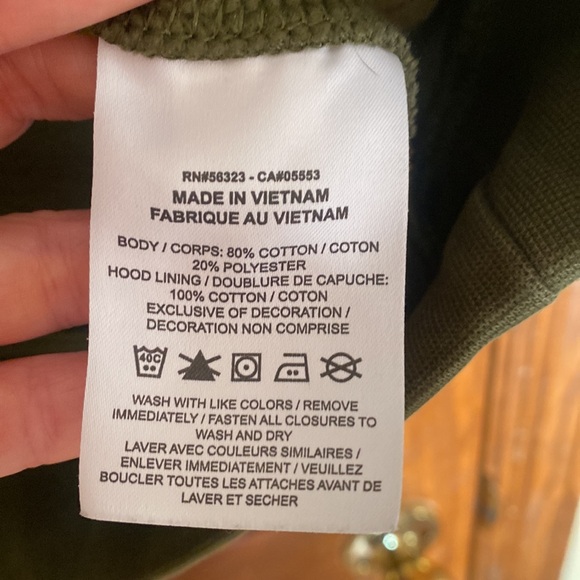 RN#56323 - CA#05553
MADE IN VIETNAM
FABRIQUE AU VIETNAM
BODY / CORPS: 80% COTTON / COTON
20% POLYESTER
HOOD LINING / DOUBLURE DE CAPUCHE:
100% COTTON / COTON
EXCLUSIVE OF DECORATION /
DECORATION NON COMPRISE
40C
WASH WITH LIKE COLORS / REMOVE
IMMEDIATELY / FASTEN ALL CLOSURES TO
WASH AND DRY
LAVER AVEC COULEURS SIMILAIRES /
ENLEVER IMMEDIATEMENT / VEUILLEZ
BOUCLER TOUTES LES ATTACHES AVANT DE
LAVER ET SECHER